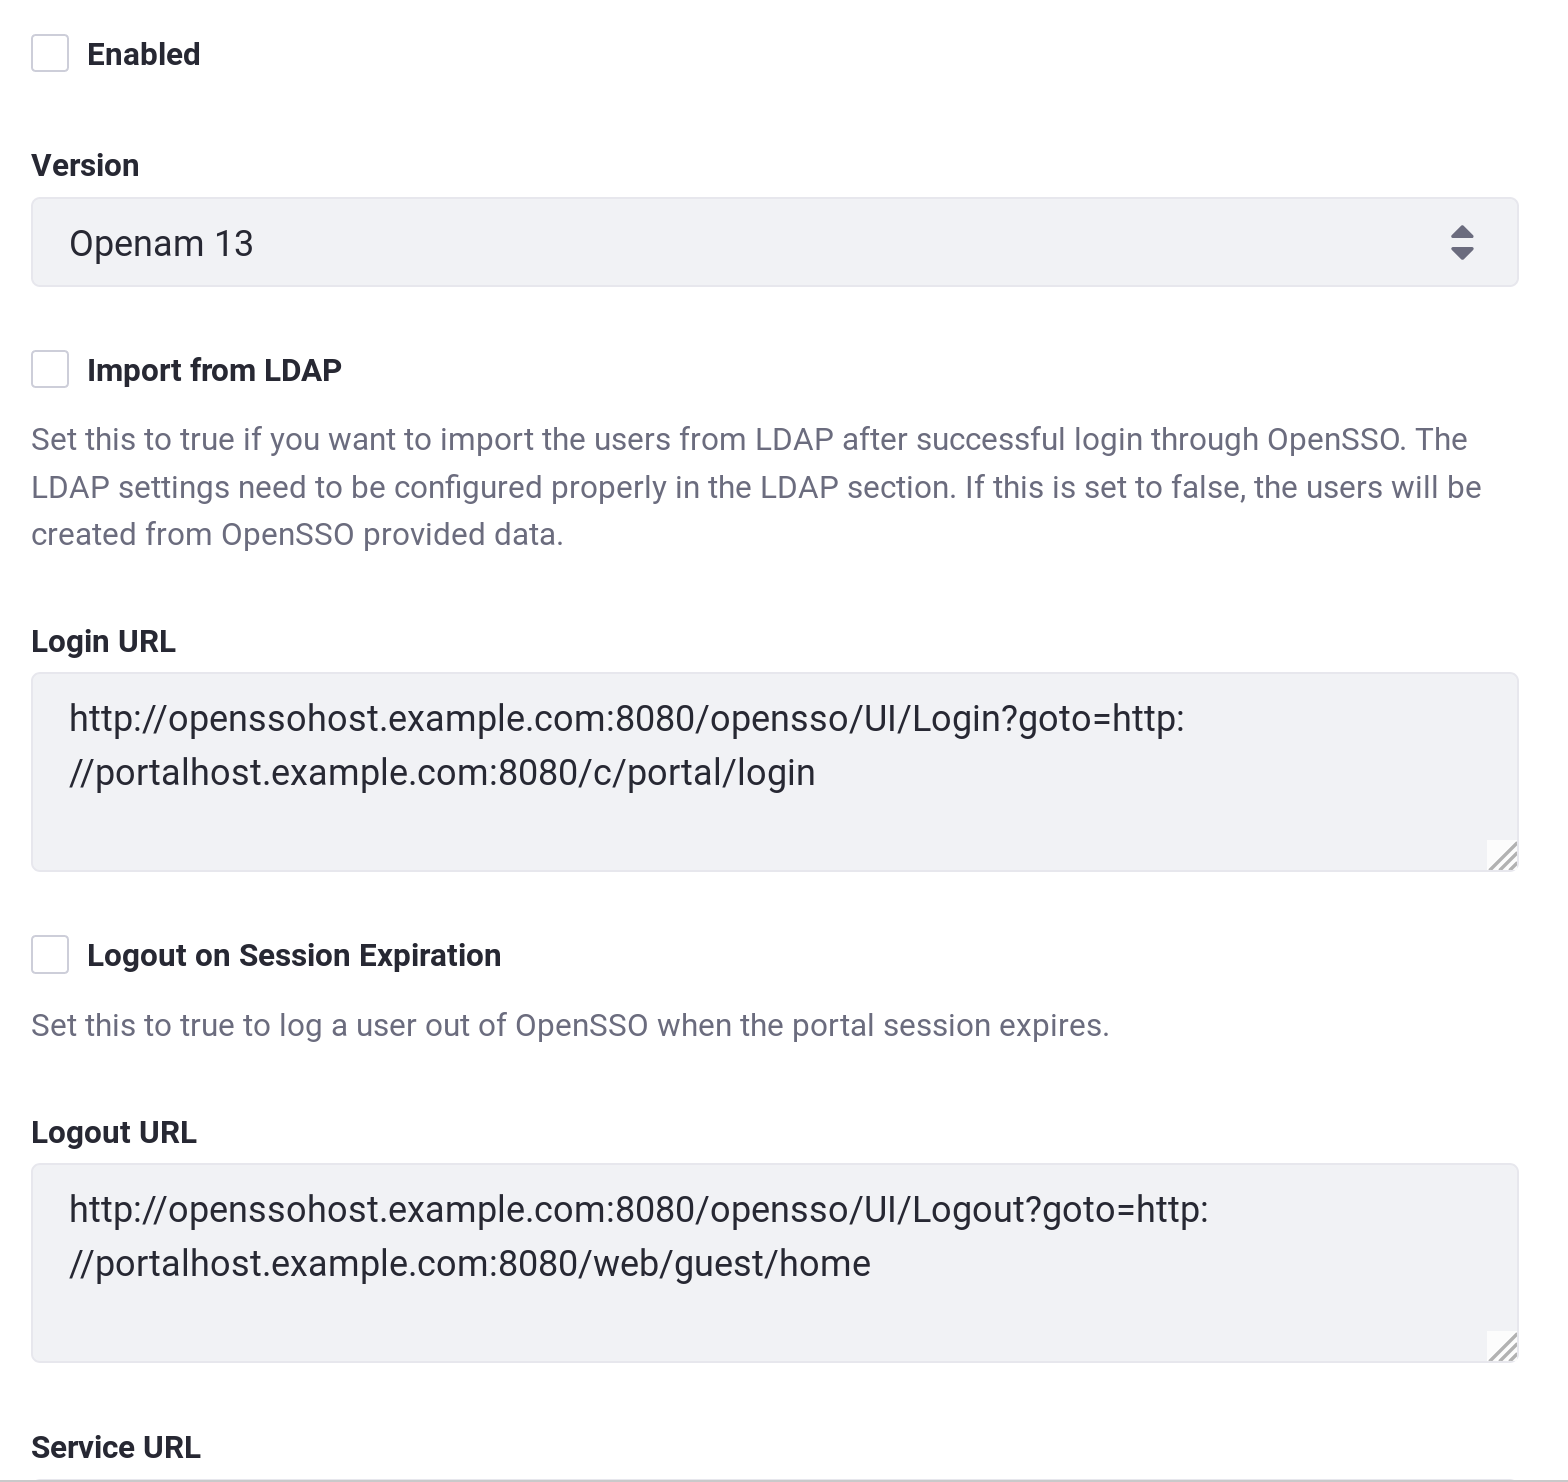 Enabled
Version
Openam 13
Import from LDAP
Set this to true if you want to import the users from LDAP after successful login through OpenSSO. The
LDAP settings need to be configured properly in the LDAP section. If this is set to false, the users will be
created from OpenSSO provided data.
Login URL
http://openssohost.example.com:8080/opensso/UI/Login?goto=http:
//portalhost.example.com:8080/c/portal/login
Logout on Session Expiration
Set this to true to log a user out of OpenSSO when the portal session expires.
Logout URL
http://openssohost.example.com:8080/opensso/UI/Logout?goto=http:
//portalhost.example.com:8080/web/guest/home
Service URL